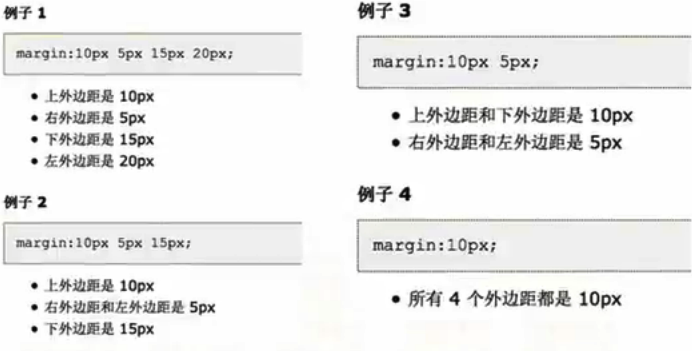 例子 1
margin:10px 5px 15px 20px;
• 上外边距是 10px
• 右外边距是 5px
• 下外边距是 15px
• 左外边距是 20px
例子 2
margin:10px 5px 15px;
• 上外边距是 10px
• 右外边距和左外边距是 5px
• 下外边距是 15px
例子 3
margin:10px 5px;
• 上外边距和下外边距是 10px
• 右外边距和左外边距是 5px
例子 4
margin:10px;
• 所有 4 个外边距都是 10px